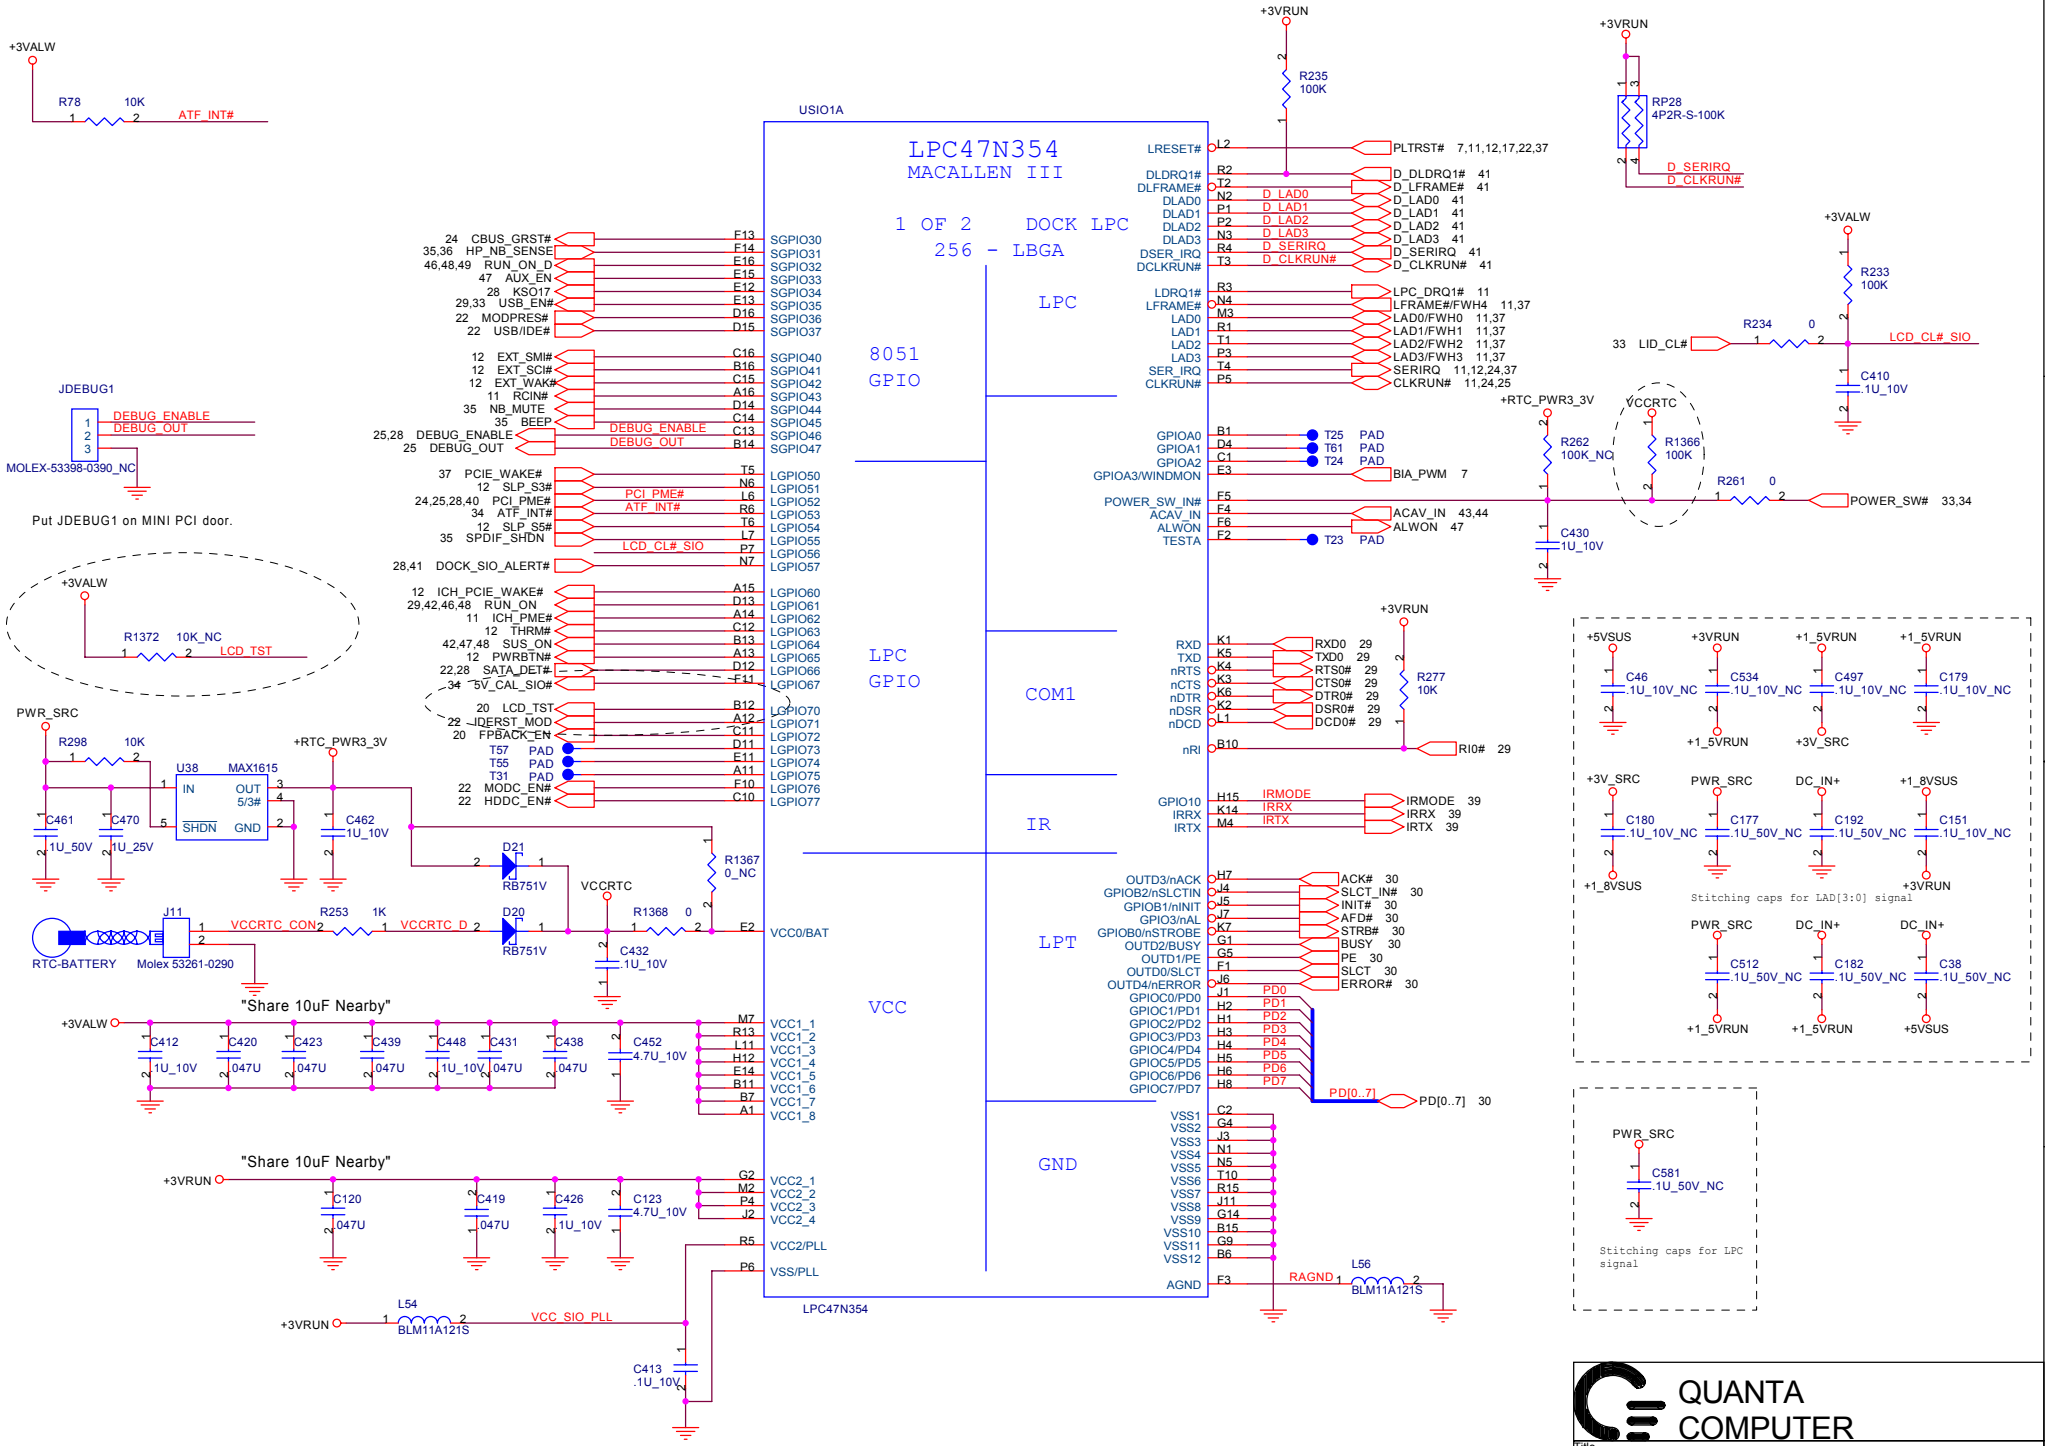 +3VALW
R78 10K
1 2 ATF_INT#
JDEBUG1
1 DEBUG_ENABLE
2 DEBUG_OUT
3
MOLEX-53398-0390_NC
Put JDEBUG1 on MINI PCI door.
+3VALW
R1372 10K_NC
1 2 LCD_TST
PWR_SRC
R298 10K
1 2
+RTC_PWR3_3V
U38 MAX1615
1 IN OUT 3
5/3# 4
5 SHDN GND 2
C461
.1U_50V
C470
1U_25V
C462
1U_10V
D21
2 1
RB751V
R1367
0_NC
VCCRTC
J11
1 VCCRTC_CON
2
R253 1K
2 1 VCCRTC_D
D20
2 1
RB751V
R1368 0
1 2
C432
.1U_10V
RTC-BATTERY
Molex 53261-0290
"Share 10uF Nearby"
+3VALW
C412
.1U_10V
C420
.047U
C423
.047U
C439
.047U
C448
.1U_10V
C431
.047U
C438
.047U
C452
4.7U_10V
"Share 10uF Nearby"
+3VRUN
C120
.047U
C419
.047U
C426
.1U_10V
C123
4.7U_10V
+3VRUN
L54
1 2 VCC_SIO_PLL
BLM11A121S
C413
.1U_10V
USIO1A
LPC47N354
MACALLEN III
1 OF 2 DOCK LPC
256 - LBGA
LPC
8051
GPIO
LPC
GPIO
COM1
IR
LPT
VCC
GND
LPC47N354
24 CBUS_GRST# F13 SGPIO30
35,36 HP_NB_SENSE F14 SGPIO31
46,48,49 RUN_ON_D E16 SGPIO32
47 AUX_EN E15 SGPIO33
28 KSO17 E12 SGPIO34
29,33 USB_EN# E13 SGPIO35
22 MODPRES# D16 SGPIO36
22 USB/IDE# D15 SGPIO37
12 EXT_SMI# C16 SGPIO40
12 EXT_SCI# B16 SGPIO41
12 EXT_WAK# C15 SGPIO42
11 RCIN# A16 SGPIO43
35 NB_MUTE D14 SGPIO44
35 BEEP C14 SGPIO45
25,28 DEBUG_ENABLE DEBUG_ENABLE C13 SGPIO46
25 DEBUG_OUT DEBUG_OUT B14 SGPIO47
37 PCIE_WAKE# T5 LGPIO50
12 SLP_S3# N6 LGPIO51
24,25,28,40 PCI_PME# PCI_PME# L6 LGPIO52
34 ATF_INT# ATF_INT# R6 LGPIO53
12 SLP_S5# T6 LGPIO54
35 SPDIF_SHDN L7 LGPIO55
LCD_CL#_SIO P7 LGPIO56
28,41 DOCK_SIO_ALERT# N7 LGPIO57
12 ICH_PCIE_WAKE# A15 LGPIO60
29,42,46,48 RUN_ON D13 LGPIO61
11 ICH_PME# A14 LGPIO62
12 THRM# C12 LGPIO63
42,47,48 SUS_ON B13 LGPIO64
12 PWRBTN# A13 LGPIO65
22,28 SATA_DET# D12 LGPIO66
34 5V_CAL_SIO# F11 LGPIO67
20 LCD_TST B12 LGPIO70
22 IDERST_MOD A12 LGPIO71
20 FPBACK_EN C11 LGPIO72
T57 PAD D11 LGPIO73
T55 PAD E11 LGPIO74
T31 PAD A11 LGPIO75
22 MODC_EN# F10 LGPIO76
22 HDDC_EN# C10 LGPIO77
E2 VCC0/BAT
M7 VCC1_1
R13 VCC1_2
L11 VCC1_3
H12 VCC1_4
E14 VCC1_5
B11 VCC1_6
B7 VCC1_7
A1 VCC1_8
G2 VCC2_1
M2 VCC2_2
P4 VCC2_3
J2 VCC2_4
R5 VCC2/PLL
P6 VSS/PLL
+3VRUN
R235
100K
LRESET# L2 PLTRST# 7,11,12,17,22,37
DLDRQ1# R2 D_DLDRQ1# 41
DLFRAME# T2 D_LFRAME# 41
DLAD0 N2 D_LAD0 D_LAD0 41
DLAD1 P1 D_LAD1 D_LAD1 41
DLAD2 P2 D_LAD2 D_LAD2 41
DLAD3 N3 D_LAD3 D_LAD3 41
DSER_IRQ R4 D_SERIRQ D_SERIRQ 41
DCLKRUN# T3 D_CLKRUN# D_CLKRUN# 41
LDRQ1# R3 LPC_DRQ1# 11
LFRAME# N4 LFRAME#/FWH4 11,37
LAD0 M3 LAD0/FWH0 11,37
LAD1 R1 LAD1/FWH1 11,37
LAD2 T1 LAD2/FWH2 11,37
LAD3 P3 LAD3/FWH3 11,37
SER_IRQ T4 SERIRQ 11,12,24,37
CLKRUN# P5 CLKRUN# 11,24,25
GPIOA0 B1 T25 PAD
GPIOA1 D4 T61 PAD
GPIOA2 C1 T24 PAD
GPIOA3/WINDMON E3 BIA_PWM 7
POWER_SW_IN# F5
ACAV_IN F4 ACAV_IN 43,44
ALWON F6 ALWON 47
TESTA F2 T23 PAD
RXD K1 RXD0 29
TXD K5 TXD0 29
nRTS K4 RTS0# 29
nCTS K3 CTS0# 29
nDTR K6 DTR0# 29
nDSR K2 DSR0# 29
nDCD L1 DCD0# 29
nRI B10 RI0# 29
+3VRUN
R277
10K
GPIO10 H15 IRMODE IRMODE 39
IRRX K14 IRRX IRRX 39
IRTX M4 IRTX IRTX 39
OUTD3/nACK H7 ACK# 30
GPIOB2/nSLCTIN J4 SLCT_IN# 30
GPIOB1/nINIT J5 INIT# 30
GPIO3/nAL J7 AFD# 30
GPIOB0/nSTROBE K7 STRB# 30
OUTD2/BUSY G1 BUSY 30
OUTD1/PE G5 PE 30
OUTD0/SLCT F1 SLCT 30
OUTD4/nERROR J6 ERROR# 30
GPIOC0/PD0 J1 PD0
GPIOC1/PD1 H2 PD1
GPIOC2/PD2 H1 PD2
GPIOC3/PD3 H3 PD3
GPIOC4/PD4 H4 PD4
GPIOC5/PD5 H5 PD5
GPIOC6/PD6 H6 PD6
GPIOC7/PD7 H8 PD7
PD[0..7] PD[0..7] 30
VSS1 C2
VSS2 G4
VSS3 J3
VSS4 N1
VSS5 N5
VSS6 T10
VSS7 R15
VSS8 J11
VSS9 G14
VSS10 B15
VSS11 G9
VSS12 B6
AGND F3 RAGND 1 2
L56
BLM11A121S
+3VRUN
RP28
4P2R-S-100K
D_SERIRQ
D_CLKRUN#
+3VALW
R233
100K
33 LID_CL# R234 0
1 2 LCD_CL#_SIO
C410
.1U_10V
+RTC_PWR3_3V
VCCRTC
R262
100K_NC
R1366
100K
R261 0
1 2 POWER_SW# 33,34
C430
1U_10V
+5VSUS +3VRUN +1_5VRUN +1_5VRUN
C46 .1U_10V_NC
C534 .1U_10V_NC
C497 .1U_10V_NC
C179 .1U_10V_NC
+1_5VRUN +3V_SRC
+3V_SRC PWR_SRC DC_IN+ +1_8VSUS
C180 .1U_10V_NC
C177 .1U_50V_NC
C192 .1U_50V_NC
C151 .1U_10V_NC
+1_8VSUS +3VRUN
Stitching caps for LAD[3:0] signal
PWR_SRC DC_IN+ DC_IN+
C512 .1U_50V_NC
C182 .1U_50V_NC
C38 .1U_50V_NC
+1_5VRUN +1_5VRUN +5VSUS
PWR_SRC
C581
.1U_50V_NC
Stitching caps for LPC
signal
QUANTA
COMPUTER